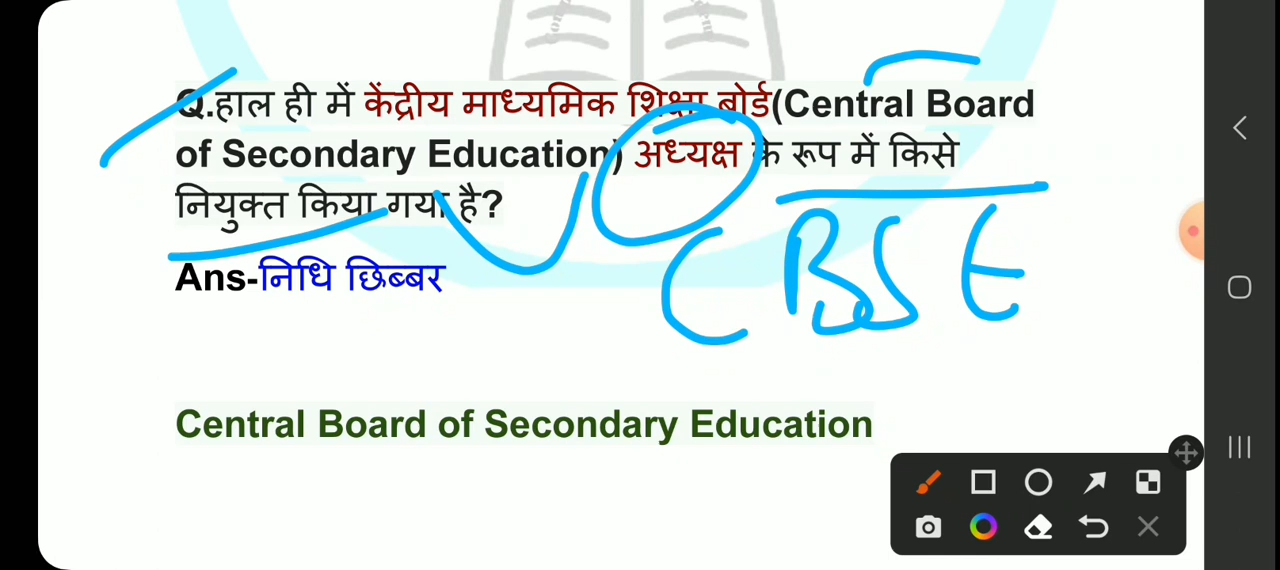 Q.हाल ही में केंद्रीय माध्यमिक शिक्षा बोर्ड(Central Board
of Secondary Education) अध्यक्ष के रूप में किसे
नियुक्त किया गया है?
Ans-निधि छिब्बर
CBSE
Central Board of Secondary Education